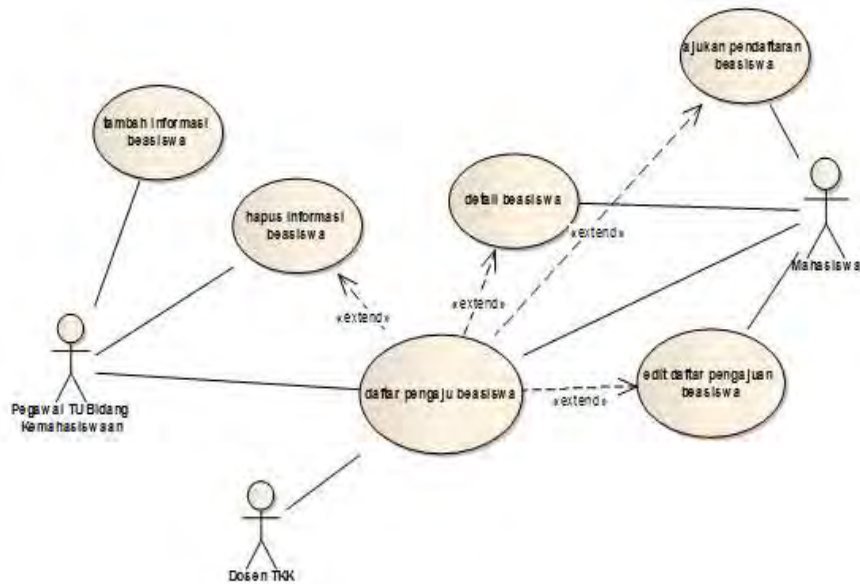 ajukan pendaftaran
beasiswa
tambah informasi
beasiswa
hapus informasi
beasiswa
detail beasiswa
«extend»
Mahasiswa
«extend»
«extend»
Pegawai TU Bidang
Kemahasiswaan
daftar pengaju beasiswa
edit daftar pengajuan
beasiswa
«extend»
Dosen TKK